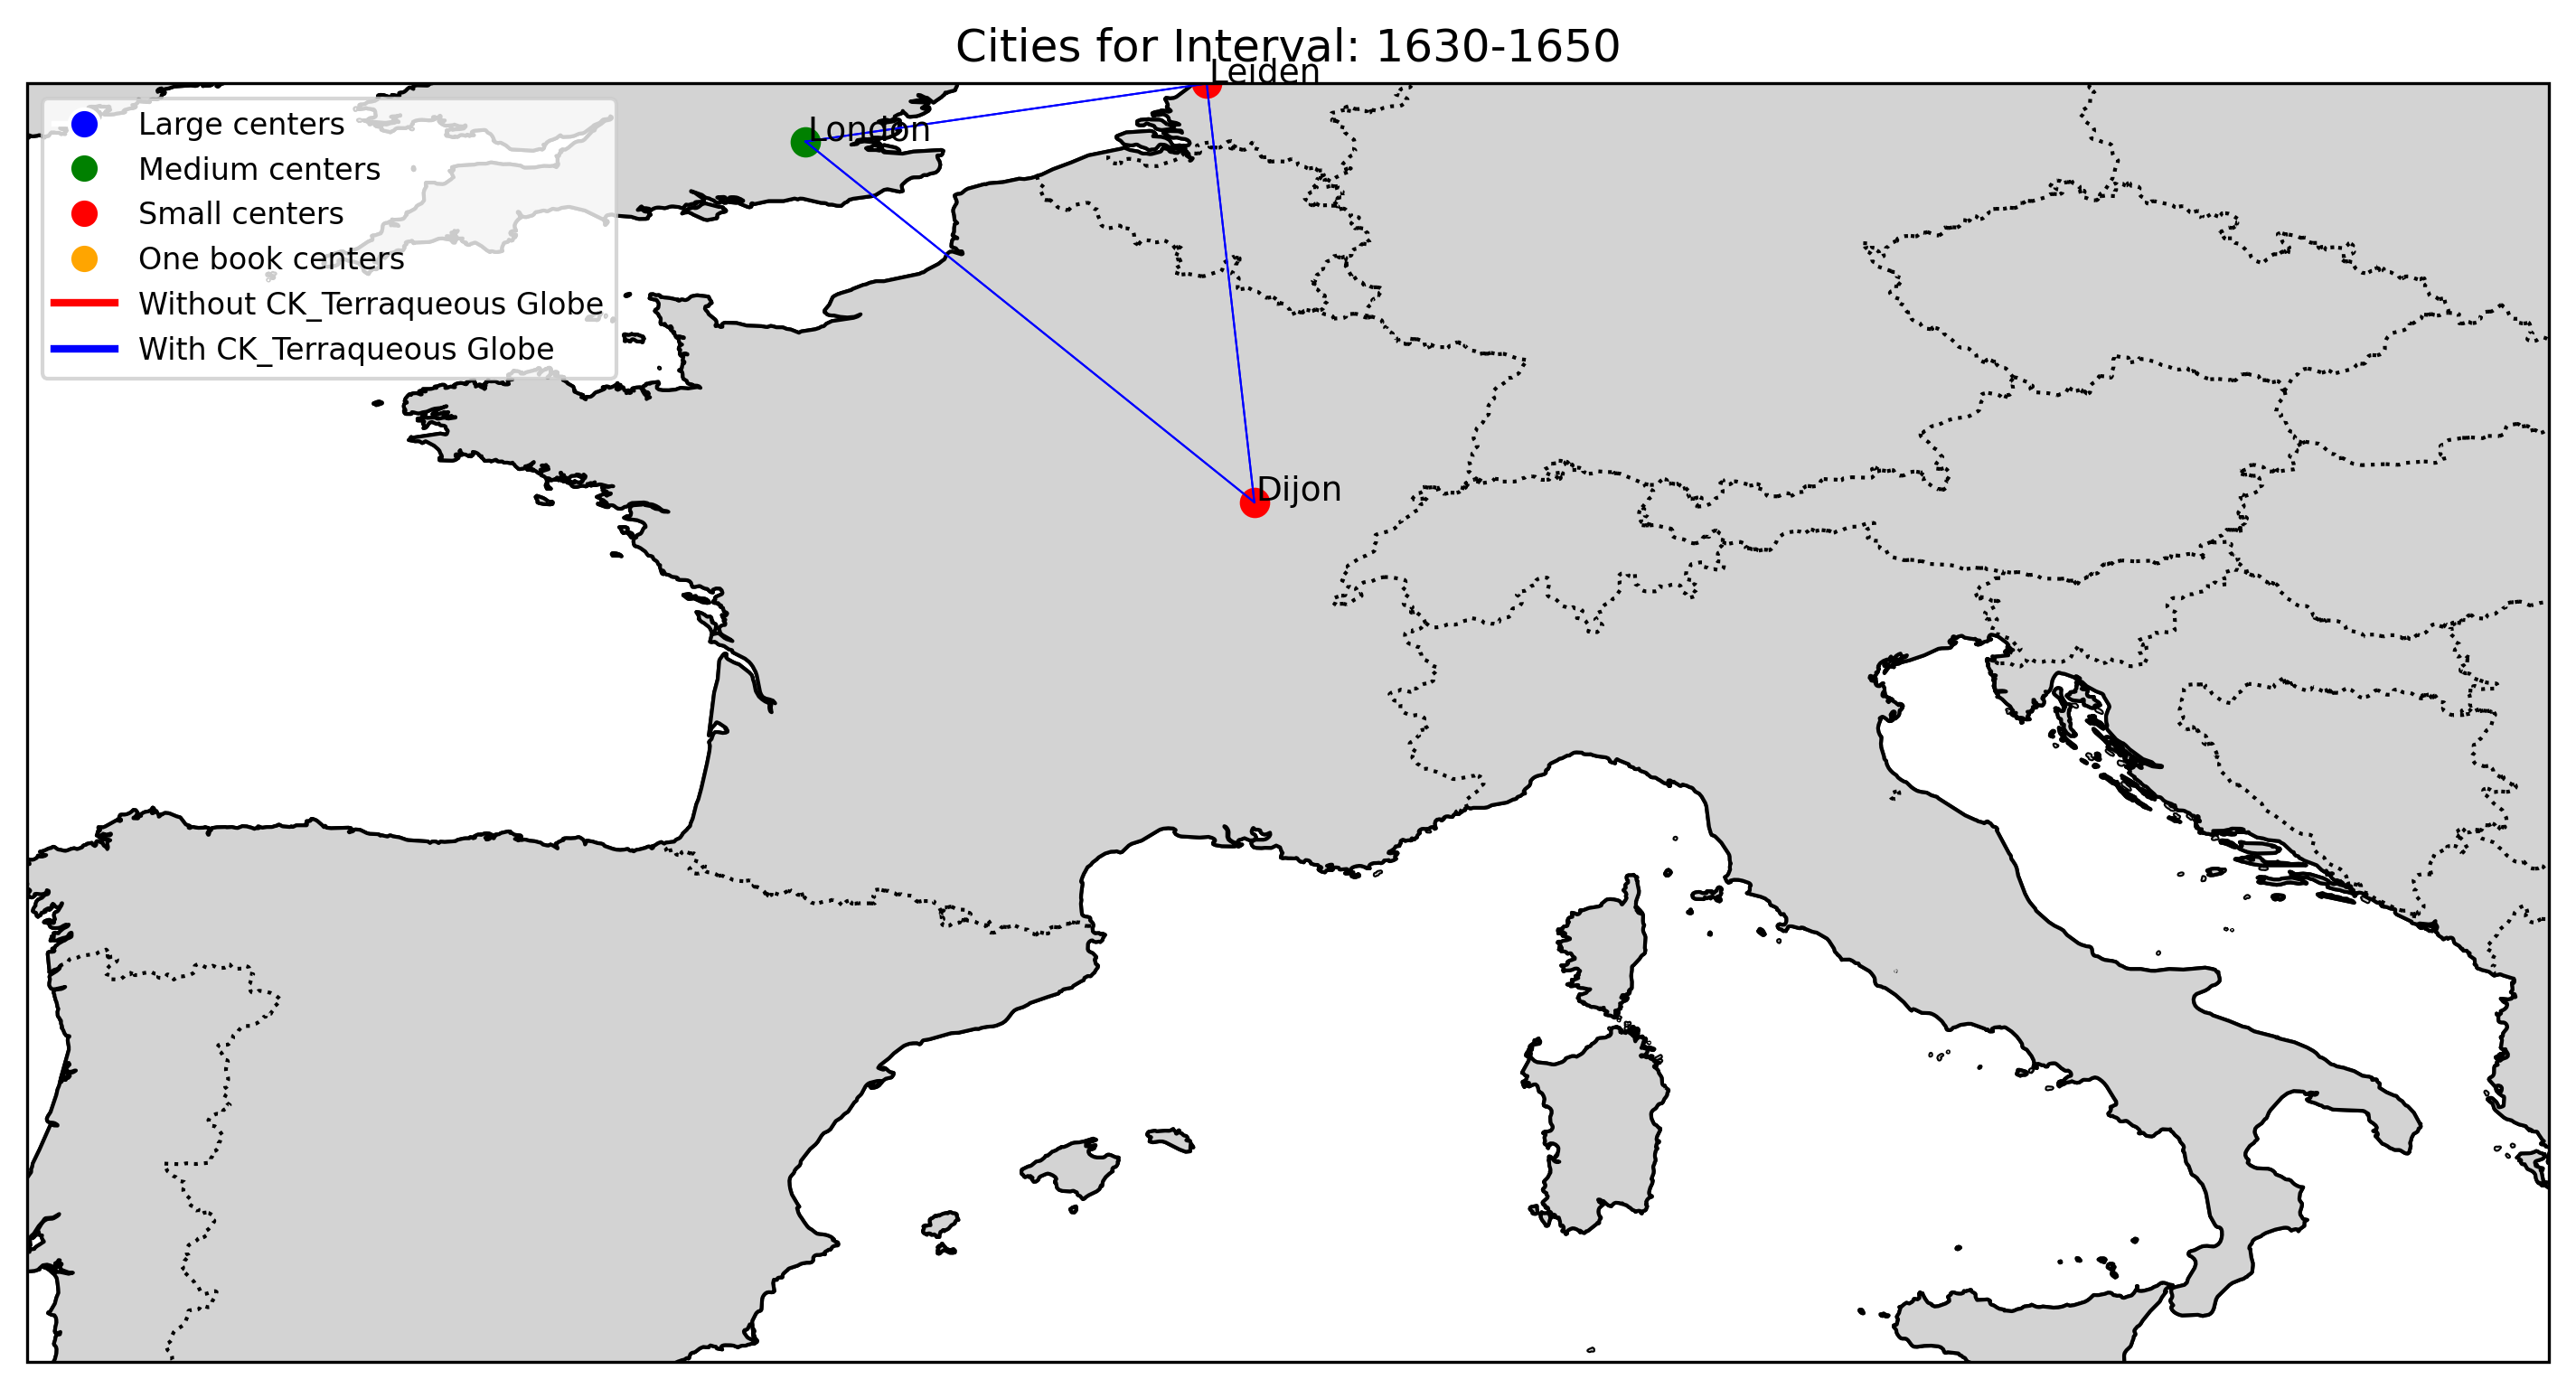 Cities for Interval: 1630-1650
Leiden
London
Large centers
Medium centers
Small centers
One book centers
Without CK_Terraqueous Globe
With CK_Terraqueous Globe
Dijon